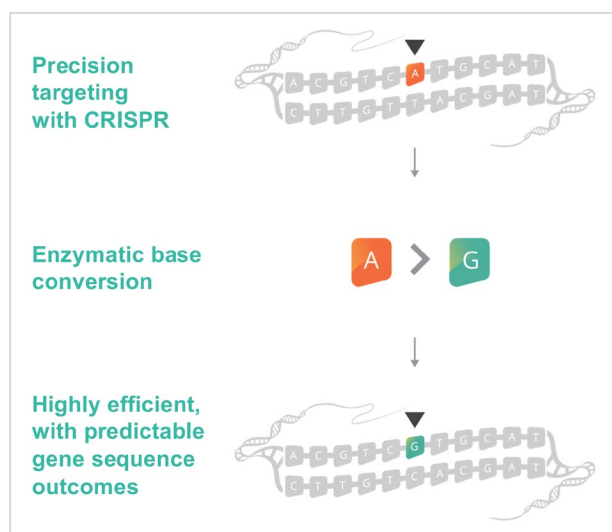 Precision
targeting
with CRISPR
A C G T C A T G C A T
C T T G T T A C G A T
Enzymatic base
conversion
A > G
Highly efficient,
with predictable
gene sequence
outcomes
A C G T C G T G C A T
C T T G T C A C G A T